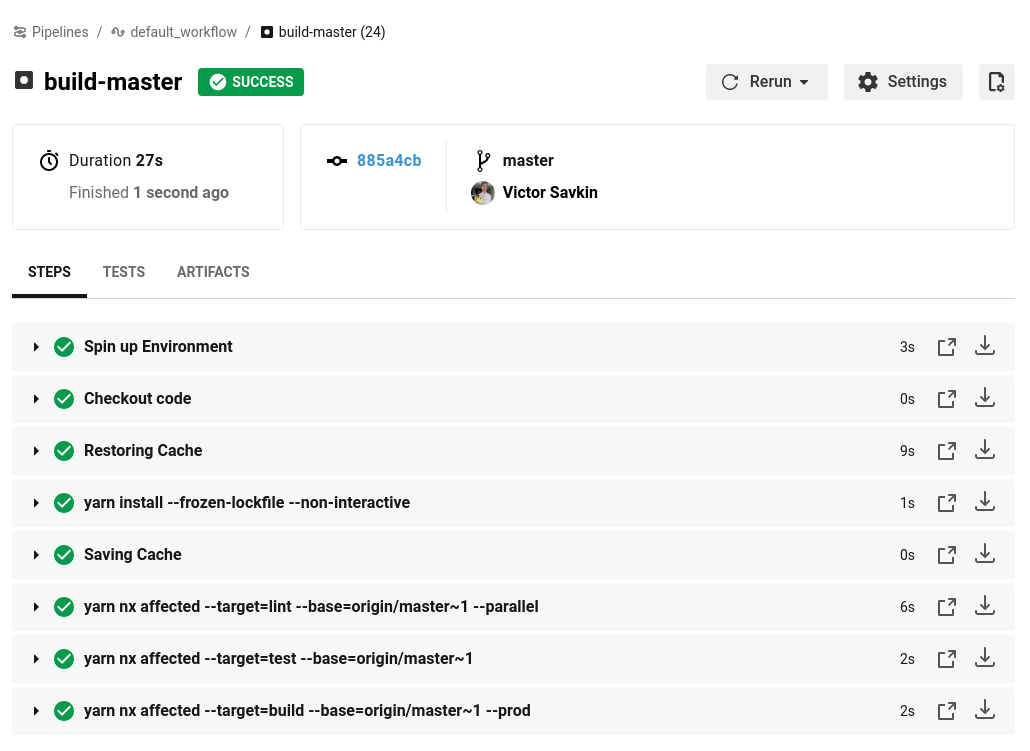 Pipelines / default_workflow / build-master (24)
build-master SUCCESS Rerun Settings
Duration 27s
Finished 1 second ago
885a4cb
master
Victor Savkin
STEPS TESTS ARTIFACTS
Spin up Environment 3s
Checkout code 0s
Restoring Cache 9s
yarn install --frozen-lockfile --non-interactive 1s
Saving Cache 0s
yarn nx affected --target=lint --base=origin/master~1 --parallel 6s
yarn nx affected --target=test --base=origin/master~1 2s
yarn nx affected --target=build --base=origin/master~1 --prod 2s